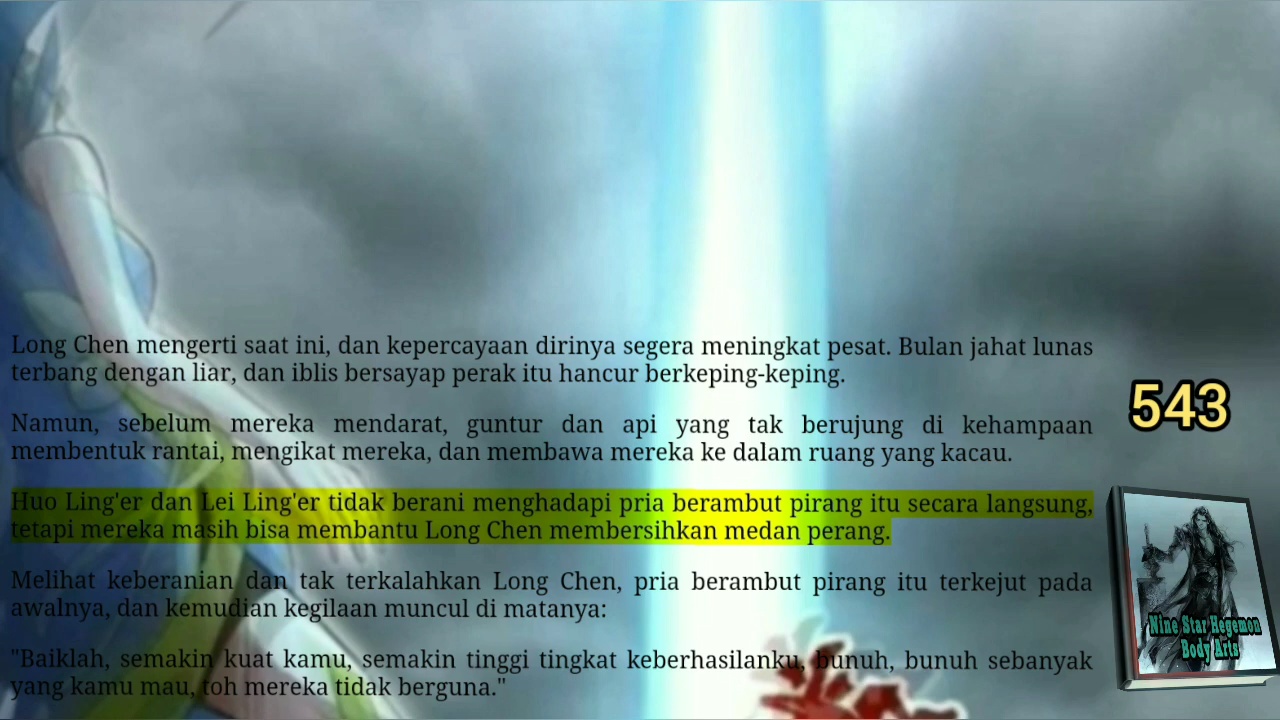 Long Chen mengerti saat ini, dan kepercayaan dirinya segera meningkat pesat. Bulan jahat lunas
terbang dengan liar, dan iblis bersayap perak itu hancur berkeping-keping.
Namun, sebelum mereka mendarat, guntur dan api yang tak berujung di kehampaan
membentuk rantai, mengikat mereka, dan membawa mereka ke dalam ruang yang kacau.
Huo Ling'er dan Lei Ling'er tidak berani menghadapi pria berambut pirang itu secara langsung,
tetapi mereka masih bisa membantu Long Chen membersihkan medan perang.
Melihat keberanian dan tak terkalahkan Long Chen, pria berambut pirang itu terkejut pada
awalnya, dan kemudian kegilaan muncul di matanya:
"Baiklah, semakin kuat kamu, semakin tinggi tingkat keberhasilanku, bunuh, bunuh sebanyak
yang kamu mau, toh mereka tidak berguna."
543
Nine Star Hegemon
Body Arts